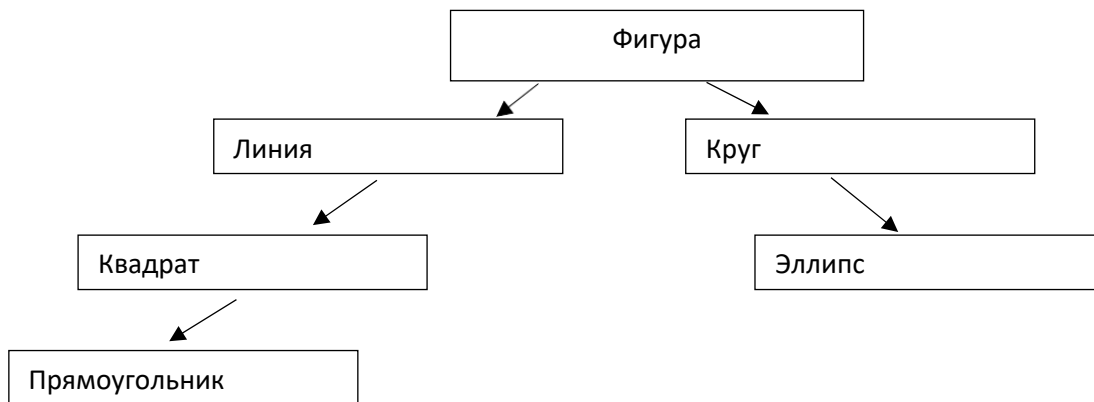 Фигура
Линия
Круг
Квадрат
Эллипс
Прямоугольник